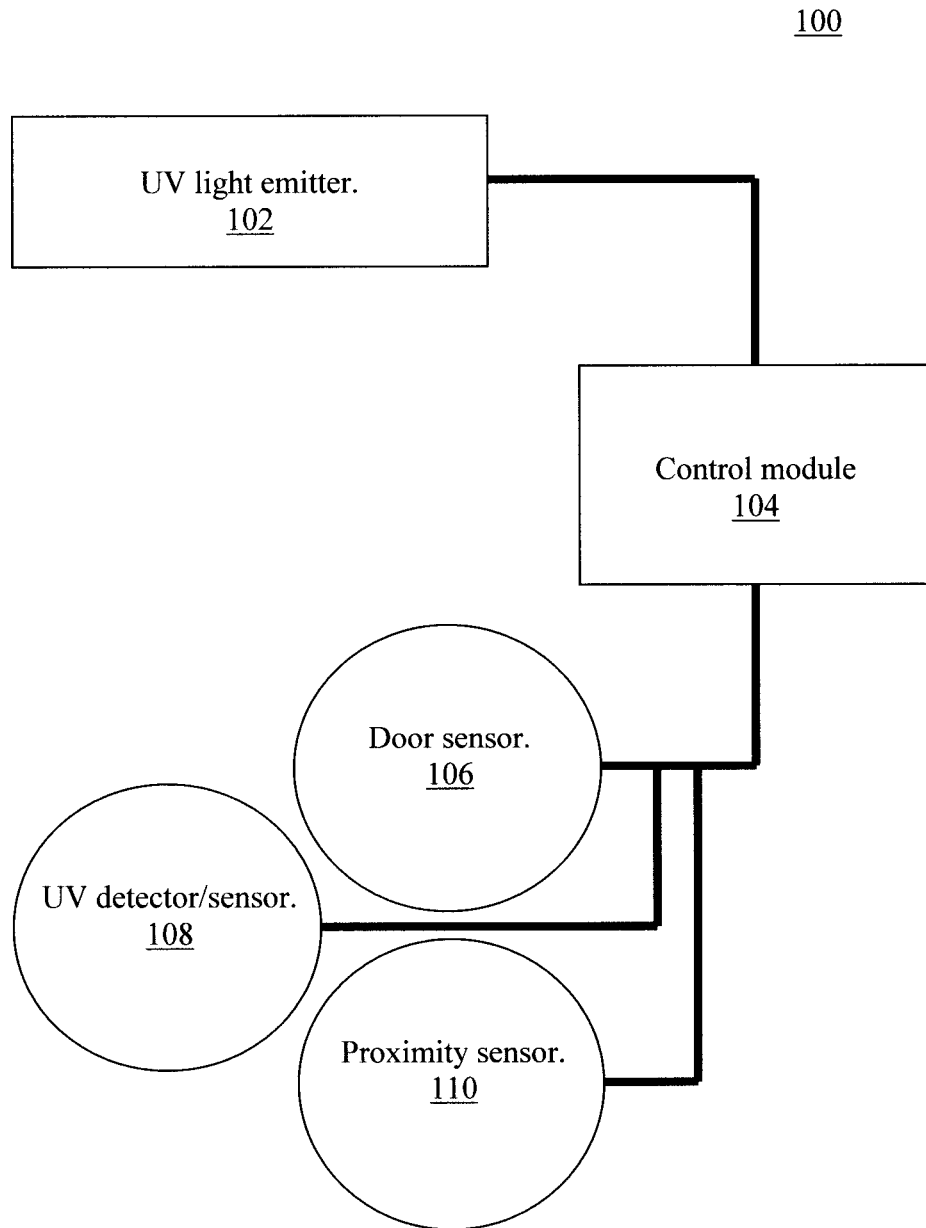 100
UV light emitter.
102
Control module
104
Door sensor.
106
UV detector/sensor.
108
Proximity sensor.
110